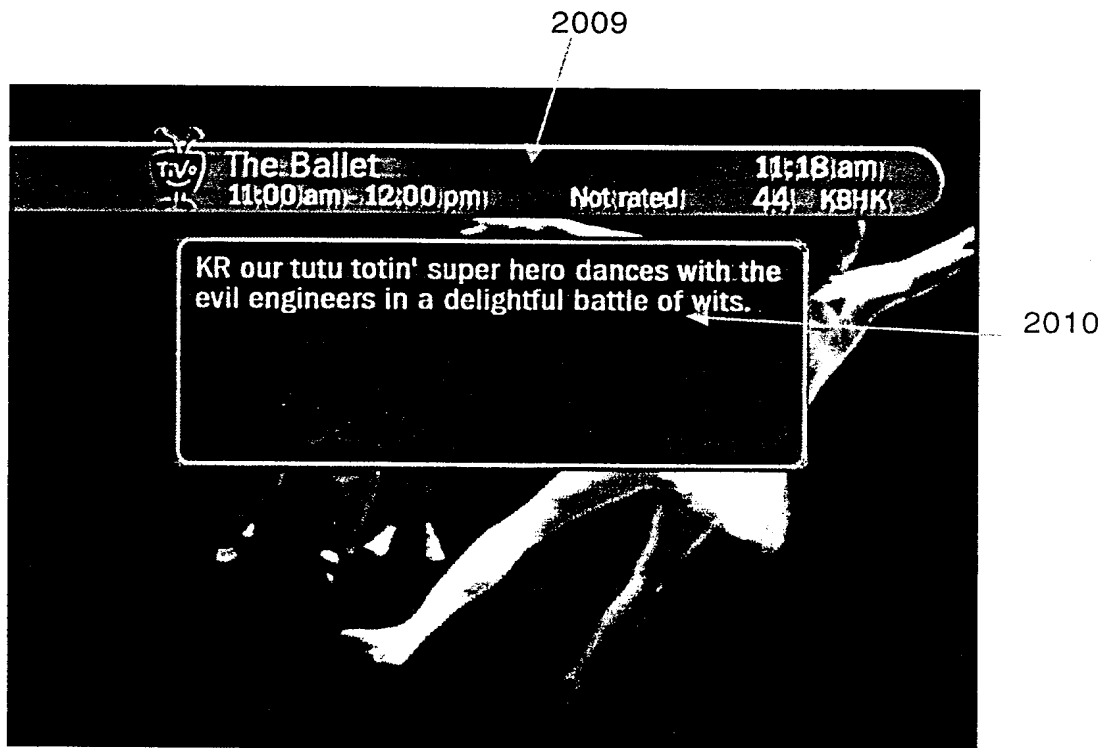 2009
TiVo
The Ballet 11:18 am
11:00 am - 12:00 pm Not rated 44 KBHK
KR our tutu totin' super hero dances with the
evil engineers in a delightful battle of wits.
2010